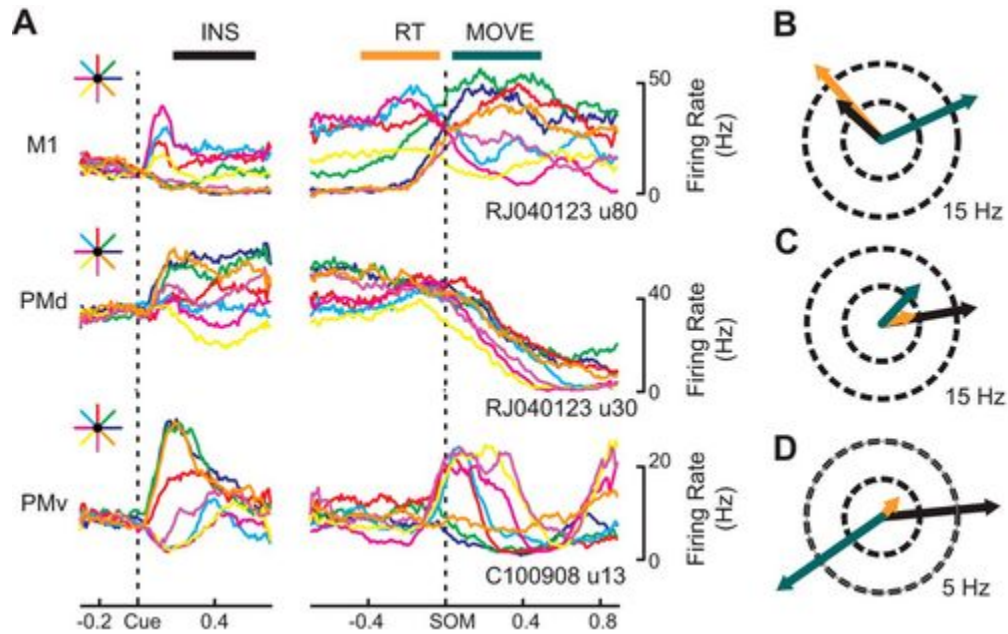 A
INS
RT
MOVE
B
M1
50
0
Firing Rate
(Hz)
RJ040123 u80
15 Hz
C
PMd
40
0
Firing Rate
(Hz)
RJ040123 u30
15 Hz
D
PMv
20
0
Firing Rate
(Hz)
C100908 u13
5 Hz
-0.2 Cue 0.4 -0.4 SOM 0.4 0.8